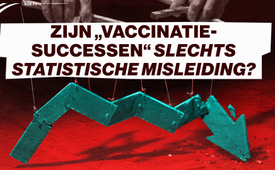 ZIJN „VACCINATIE-
SUCCESSEN“ SLECHTS
STATISTISCHE MISLEIDING?